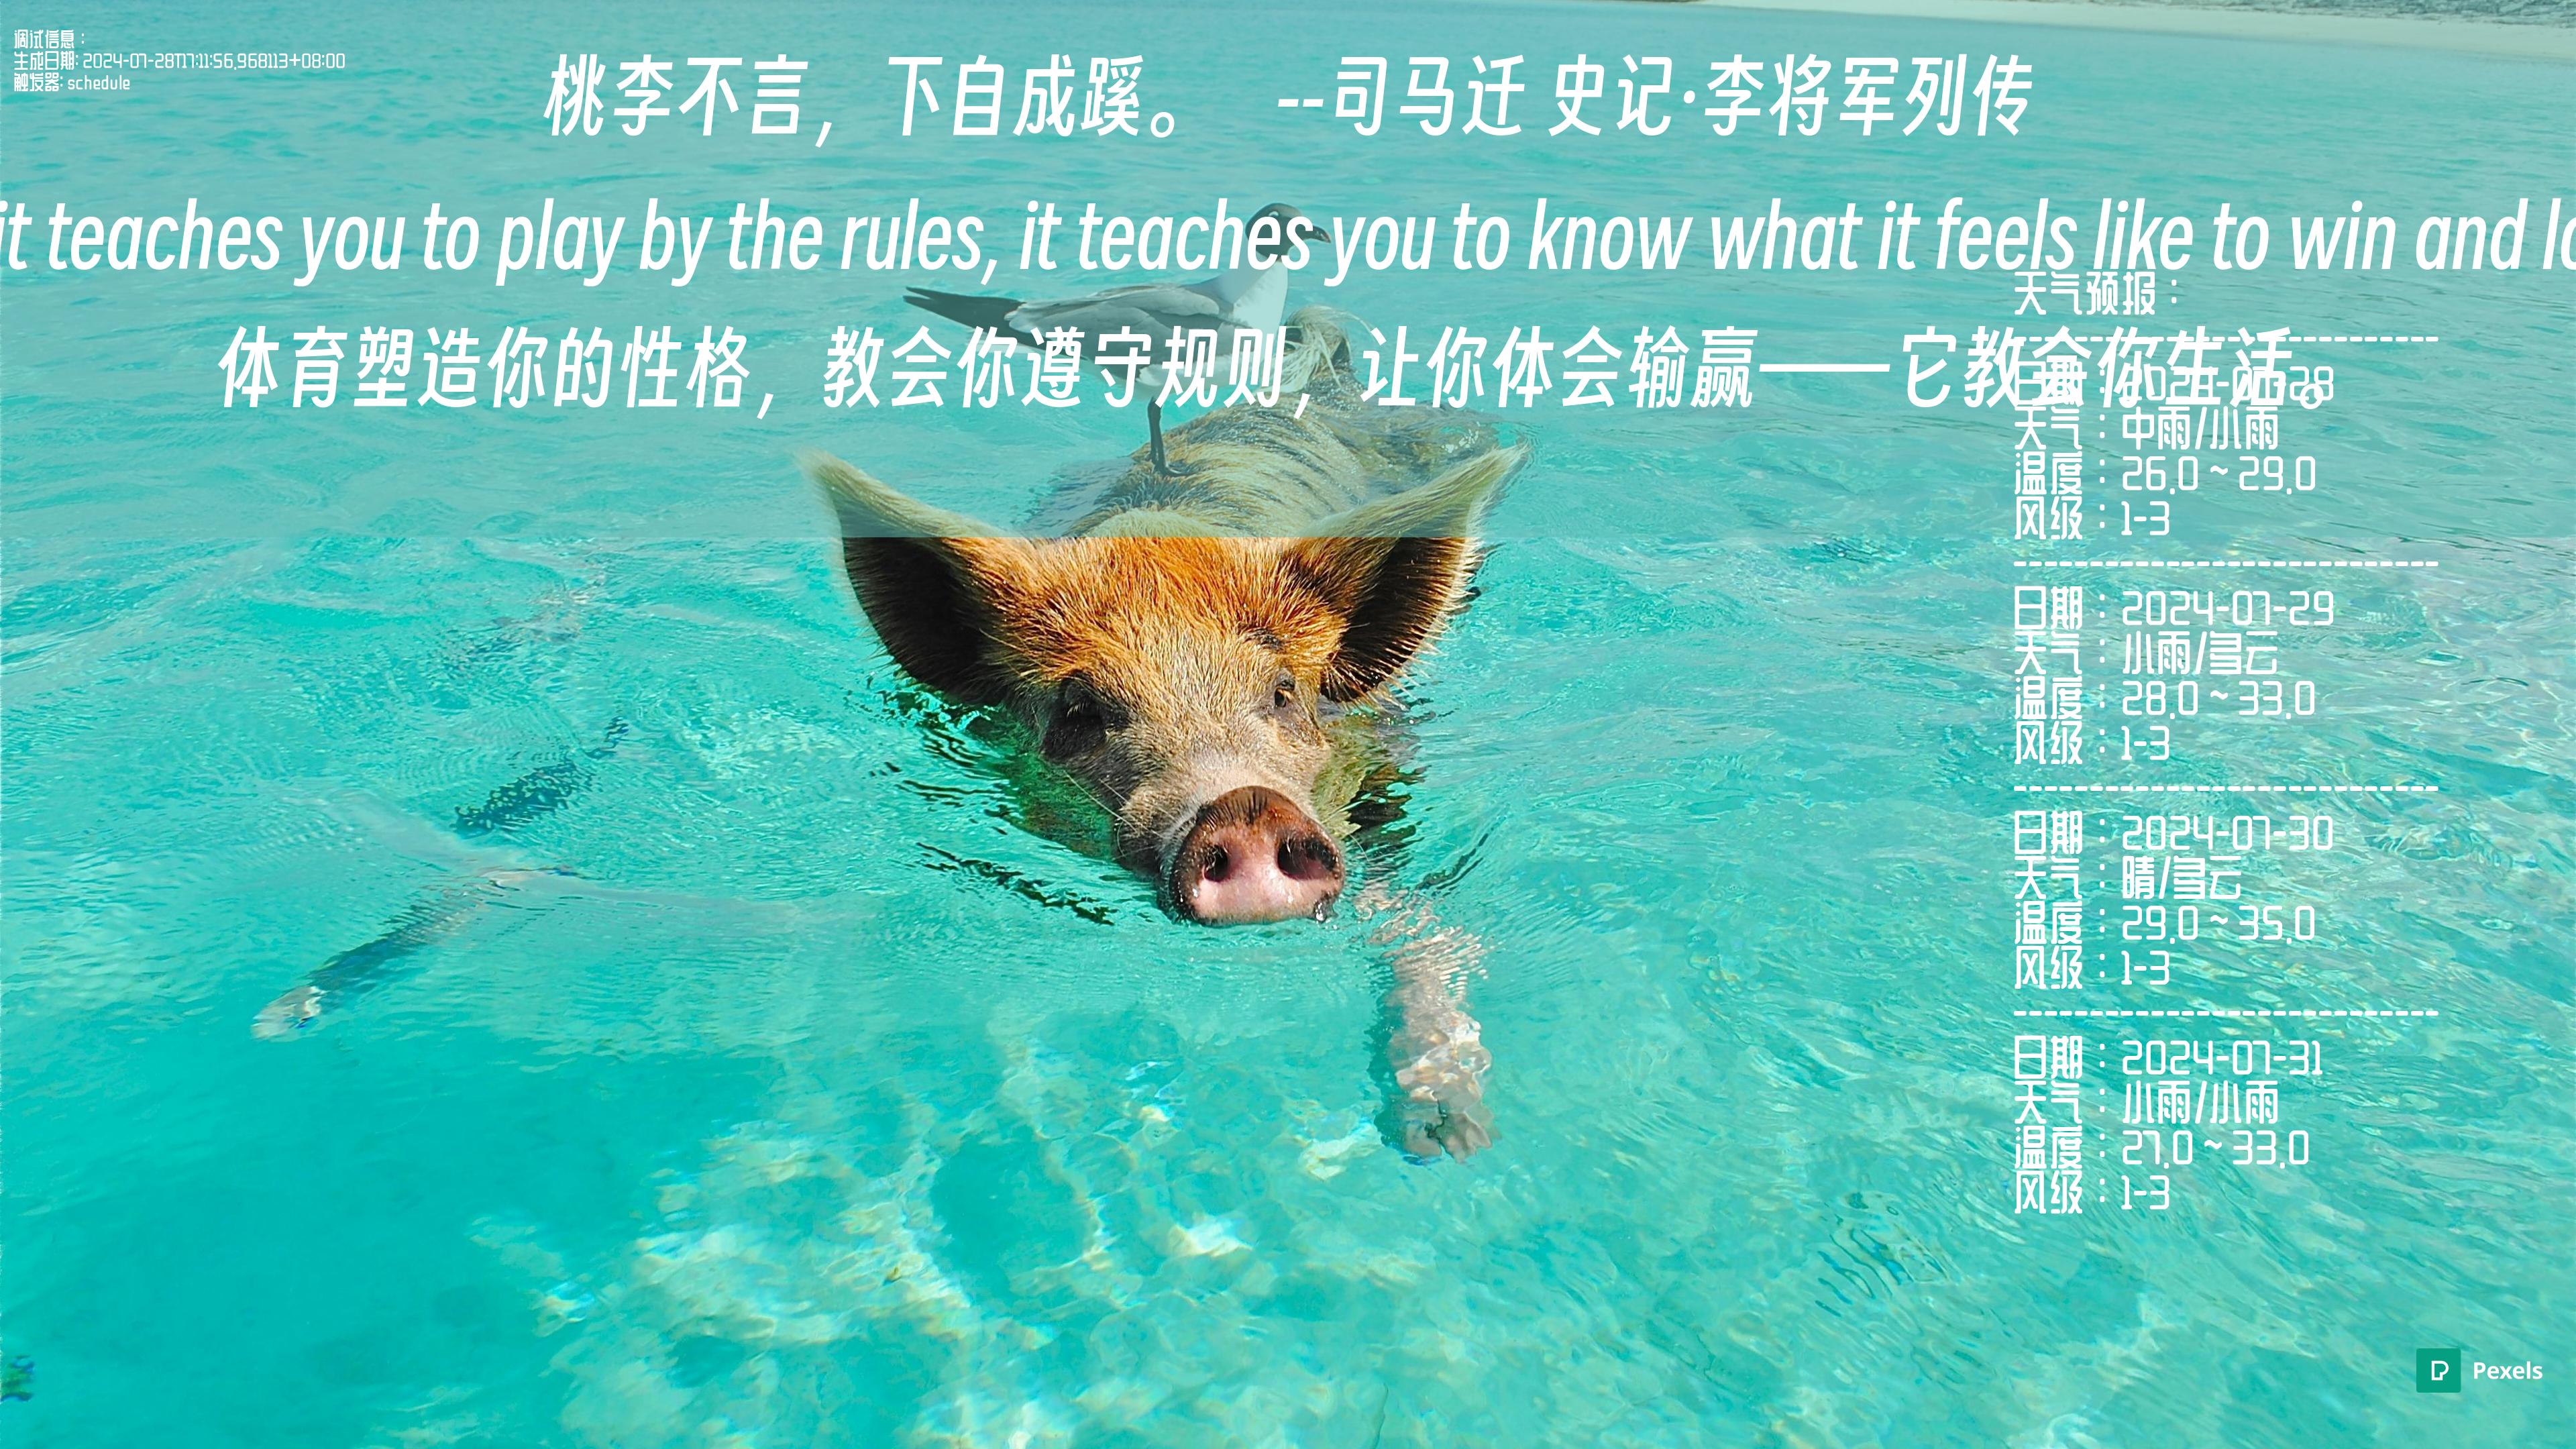 调试信息：
生成日期: 2024-07-28T17:11:56.968113+08:00
触发器: schedule
桃李不言，下自成蹊。 --司马迁 史记·李将军列传
it teaches you to play by the rules, it teaches you to know what it feels like to win and
天气预报：
体育塑造你的性格，教会你遵守规则，让你体会输赢——它教会你生活。
--------------------------
日期：2024-07-28
天气：中雨/小雨
温度：26.0 ~ 29.0
风级：1-3
--------------------------
日期：2024-07-29
天气：小雨/多云
温度：28.0 ~ 33.0
风级：1-3
--------------------------
日期：2024-07-30
天气：晴/多云
温度：29.0 ~ 35.0
风级：1-3
--------------------------
日期：2024-07-31
天气：小雨/小雨
温度：27.0 ~ 33.0
风级：1-3
Pexels